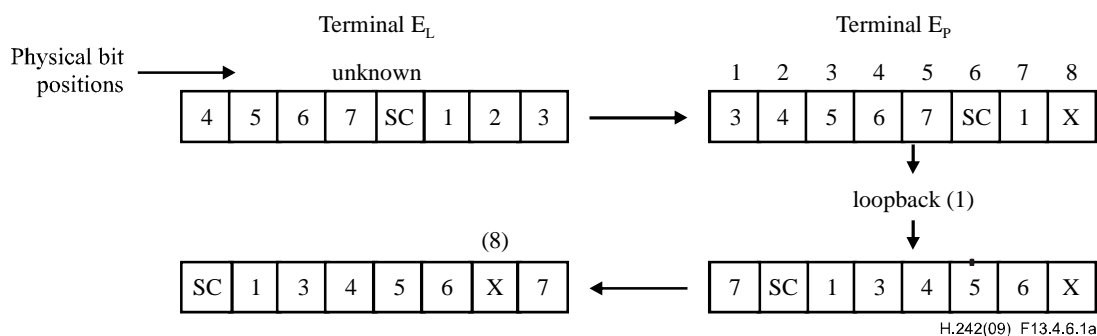 Terminal E_L Terminal E_P
Physical bit positions
unknown 1 2 3 4 5 6 7 8
4 5 6 7 SC 1 2 3 3 4 5 6 7 SC 1 X
loopback (1)
(8)
SC 1 3 4 5 6 X 7 7 SC 1 3 4 5 6 X
H.242(09)_F13.4.6.1a